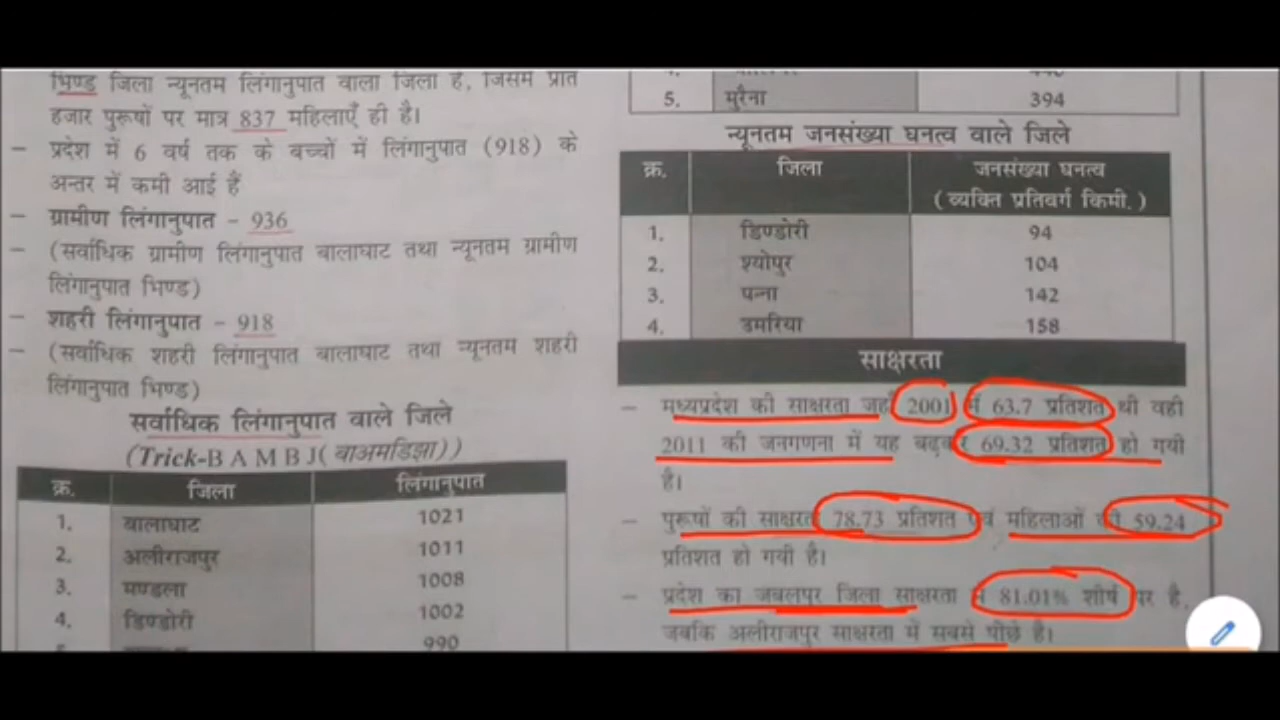 भिण्ड जिला न्यूनतम लिंगानुपात वाला जिला है, जिसमें प्रति
हजार पुरूषों पर मात्र 837 महिलाएँ ही है।
– प्रदेश में 6 वर्ष तक के बच्चों में लिंगानुपात (918) के
अन्तर में कमी आई हैं
– ग्रामीण लिंगानुपात – 936
– (सर्वाधिक ग्रामीण लिंगानुपात बालाघाट तथा न्यूनतम ग्रामीण
लिंगानुपात भिण्ड)
– शहरी लिंगानुपात – 918
– (सर्वाधिक शहरी लिंगानुपात बालाघाट तथा न्यूनतम शहरी
लिंगानुपात भिण्ड)
सर्वाधिक लिंगानुपात वाले जिले
(Trick-B A M B J( बाअमडिझा))
क्र. जिला लिंगानुपात
1. बालाघाट 1021
2. अलीराजपुर 1011
3. मण्डला 1008
4. डिण्डोरी 1002
990
5. मुरैना 394
न्यूनतम जनसंख्या घनत्व वाले जिले
क्र. जिला जनसंख्या घनत्व
(व्यक्ति प्रतिवर्ग किमी.)
1. डिण्डोरी 94
2. श्योपुर 104
3. पन्ना 142
4. उमरिया 158
साक्षरता
– मध्यप्रदेश की साक्षरता जहाँ 2001 में 63.7 प्रतिशत थी वही
2011 की जनगणना में यह बढ़कर 69.32 प्रतिशत हो गयी
है।
– पुरूषों की साक्षरता 78.73 प्रतिशत एवं महिलाओं की 59.24
प्रतिशत हो गयी है।
– प्रदेश का जबलपुर जिला साक्षरता में 81.01% शीर्ष पर है,
जबकि अलीराजपुर साक्षरता में सबसे पीछे है।